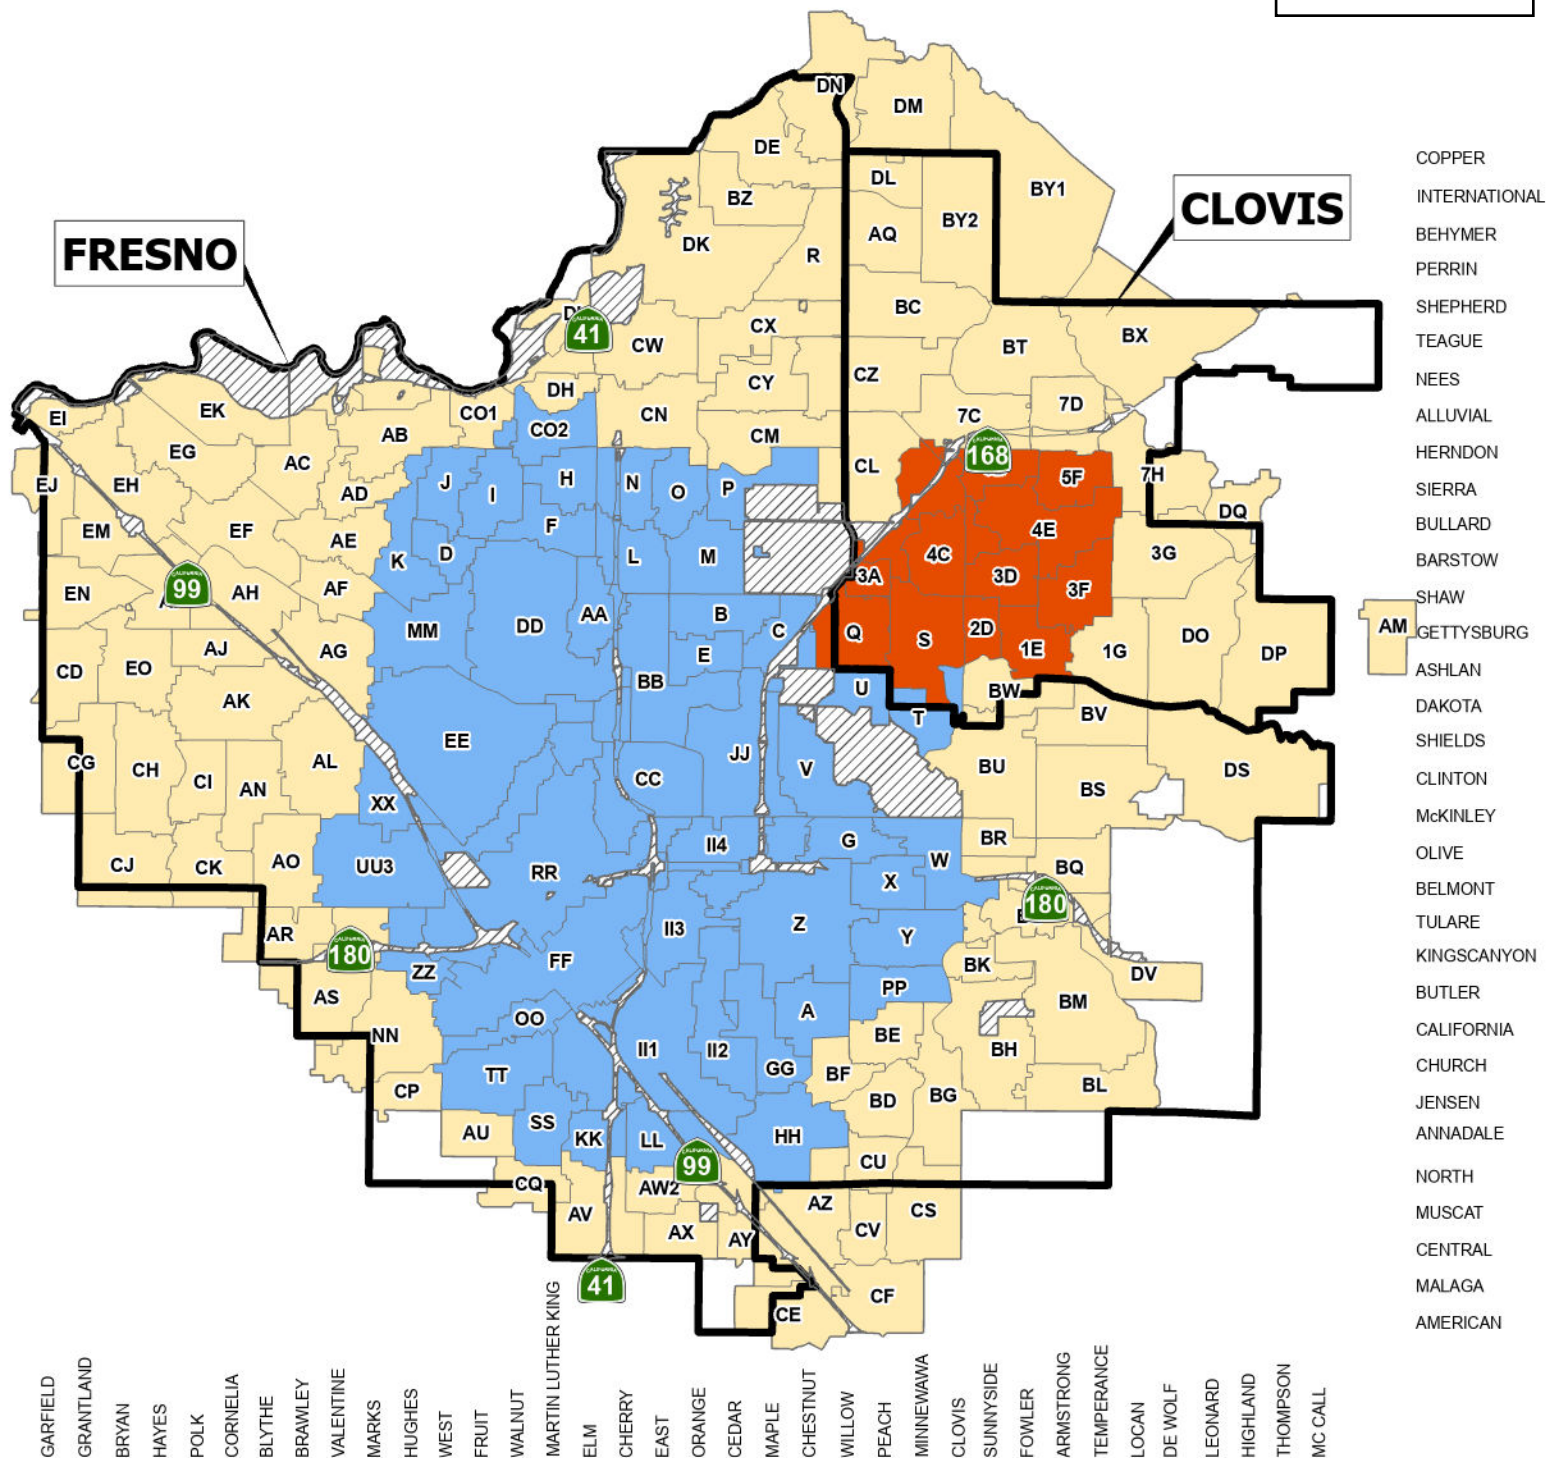 DN
DM
DE
COPPER
DL
BY1
BZ
INTERNATIONAL
CLOVIS
BY2
AQ
BEHYMER
DK
FRESNO
R
PERRIN
BC
SHEPHERD
CALIFORNIA
41
CX
BX
CW
BT
TEAGUE
CZ
CY
NEES
DH
EK
7D
EI
CO1
CN
7C
ALLUVIAL
CO2
AB
CM
EG
HERNDON
CALIFORNIA
168
AC
CL
H
5F
7H
EJ
EH
J
N
P
I
O
AD
SIERRA
DQ
EM
EF
F
4E
BULLARD
AE
D
L
M
4C
3G
K
BARSTOW
CALIFORNIA
99
3A
3D
AF
3F
EN
AH
SHAW
B
AA
AM
DD
MM
C
Q
2D
GETTYSBURG
DO
S
AJ
AG
E
1E
1G
DP
EO
CD
ASHLAN
BB
U
BW
AK
DAKOTA
BV
T
EE
SHIELDS
JJ
CG
AL
CH
V
BU
DS
CI
CC
CLINTON
AN
BS
XX
McKINLEY
BR
G
II4
OLIVE
AO
W
CJ
CK
UU3
BQ
RR
X
BELMONT
CALIFORNIA
180
TULARE
Z
II3
AR
Y
CALIFORNIA
180
KINGSCANYON
FF
BK
ZZ
DV
PP
BUTLER
AS
BM
A
OO
CALIFORNIA
NN
BE
II1
II2
BH
CHURCH
GG
TT
BF
BL
CP
BG
BD
JENSEN
SS
AU
HH
ANNADALE
KK
LL
CALIFORNIA
99
CU
NORTH
CQ
AW2
AZ
CS
AV
MUSCAT
CV
AX
AY
CENTRAL
CALIFORNIA
41
MALAGA
CF
CE
AMERICAN
GARFIELD
GRANTLAND
BRYAN
HAYES
POLK
CORNELIA
BLYTHE
BRAWLEY
VALENTINE
MARKS
HUGHES
WEST
FRUIT
WALNUT
MARTIN LUTHER KING
ELM
CHERRY
EAST
ORANGE
CEDAR
MAPLE
CHESTNUT
WILLOW
PEACH
MINNEWAWA
CLOVIS
SUNNYSIDE
FOWLER
ARMSTRONG
TEMPERANCE
LOCAN
DE WOLF
LEONARD
HIGHLAND
THOMPSON
MC CALL